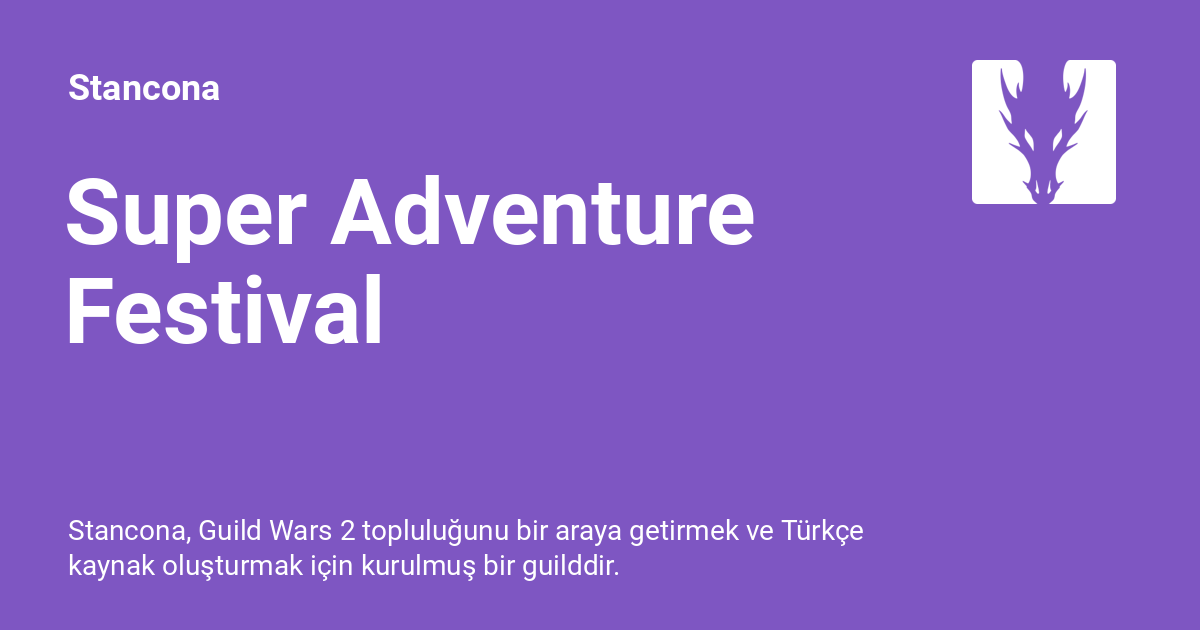 Stancona
Super Adventure
Festival
Stancona, Guild Wars 2 topluluğunu bir araya getirmek ve Türkçe
kaynak oluşturmak için kurulmuş bir guilddir.